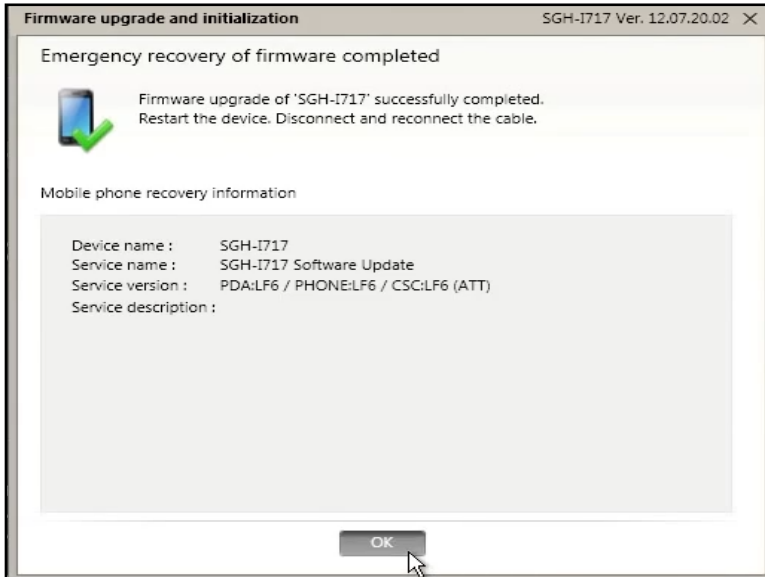 Firmware upgrade and initialization SGH-I717 Ver. 12.07.20.02
Emergency recovery of firmware completed
Firmware upgrade of 'SGH-I717' successfully completed.
Restart the device. Disconnect and reconnect the cable.
Mobile phone recovery information
Device name : SGH-I717
Service name : SGH-I717 Software Update
Service version : PDA:LF6 / PHONE:LF6 / CSC:LF6 (ATT)
Service description :
OK